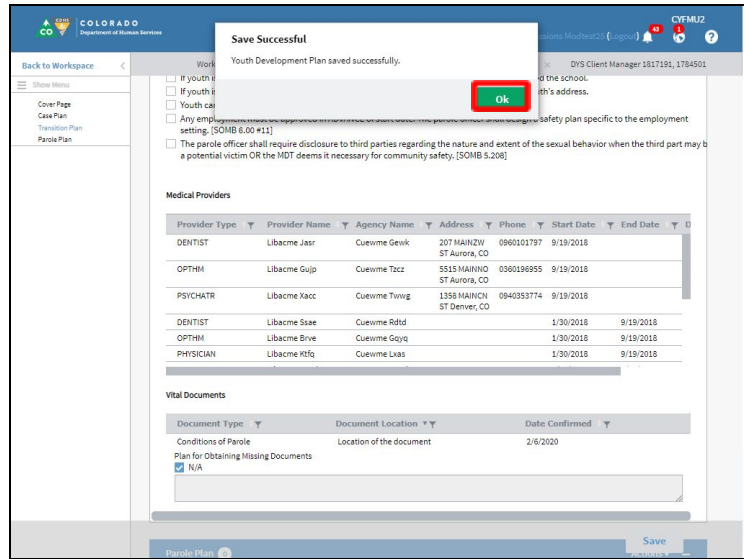 CDHS
CO
COLORADO
Department of Human Services
CYFMU2
Save Successful
Youth Development Plan saved successfully.
Ok
sions Modtest25 (Logout)
43
1
?
Back to Workspace <
Work
× DYS Client Manager 1817191, 1784501
Show Menu
Cover Page
Case Plan
Transition Plan
Parole Plan
If youth i
d the school.
If youth i
th's address.
Youth ca
Any employment must be approved in ADVANCE of start date. The parole officer shall design a safety plan specific to the employment
setting. [SOMB 6.00 #11]
The parole officer shall require disclosure to third parties regarding the nature and extent of the sexual behavior when the third part may b
a potential victim OR the MDT deems it necessary for community safety. [SOMB 5.208]
Medical Providers
Provider Type Provider Name Agency Name Address Phone Start Date End Date D
DENTIST Libacme Jasr Cuewme Gewk 207 MAINZW ST Aurora, CO 0960101797 9/19/2018
OPTHM Libacme Gujp Cuewme Tzcz 5515 MAINNO ST Aurora, CO 0360196955 9/19/2018
PSYCHATR Libacme Xacc Cuewme Twwg 1358 MAINCN ST Denver, CO 0940353774 9/19/2018
DENTIST Libacme Ssae Cuewme Rdtd 1/30/2018 9/19/2018
OPTHM Libacme Brve Cuewme Gqyq 1/30/2018 9/19/2018
PHYSICIAN Libacme Ktfq Cuewme Lxas 1/30/2018 9/19/2018
Vital Documents
Document Type Document Location Date Confirmed
Conditions of Parole Location of the document 2/6/2020
Plan for Obtaining Missing Documents
N/A
Save
Parole Plan 0
Actions